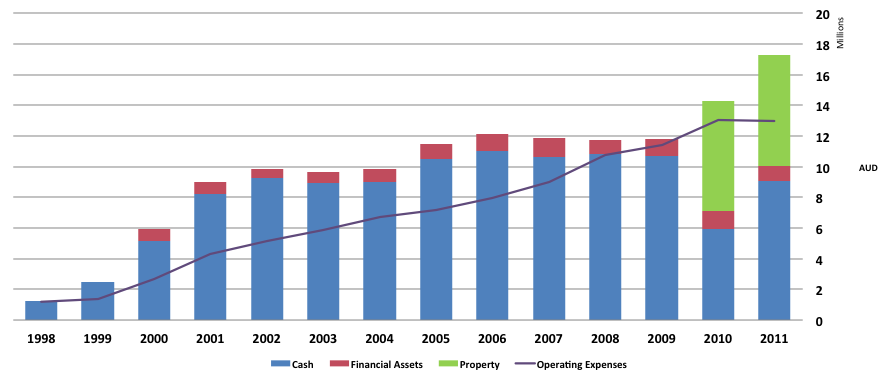 20
Millions
18
16
14
12
10
AUD
8
6
4
2
0
1998 1999 2000 2001 2002 2003 2004 2005 2006 2007 2008 2009 2010 2011
Cash Financial Assets Property Operating Expenses